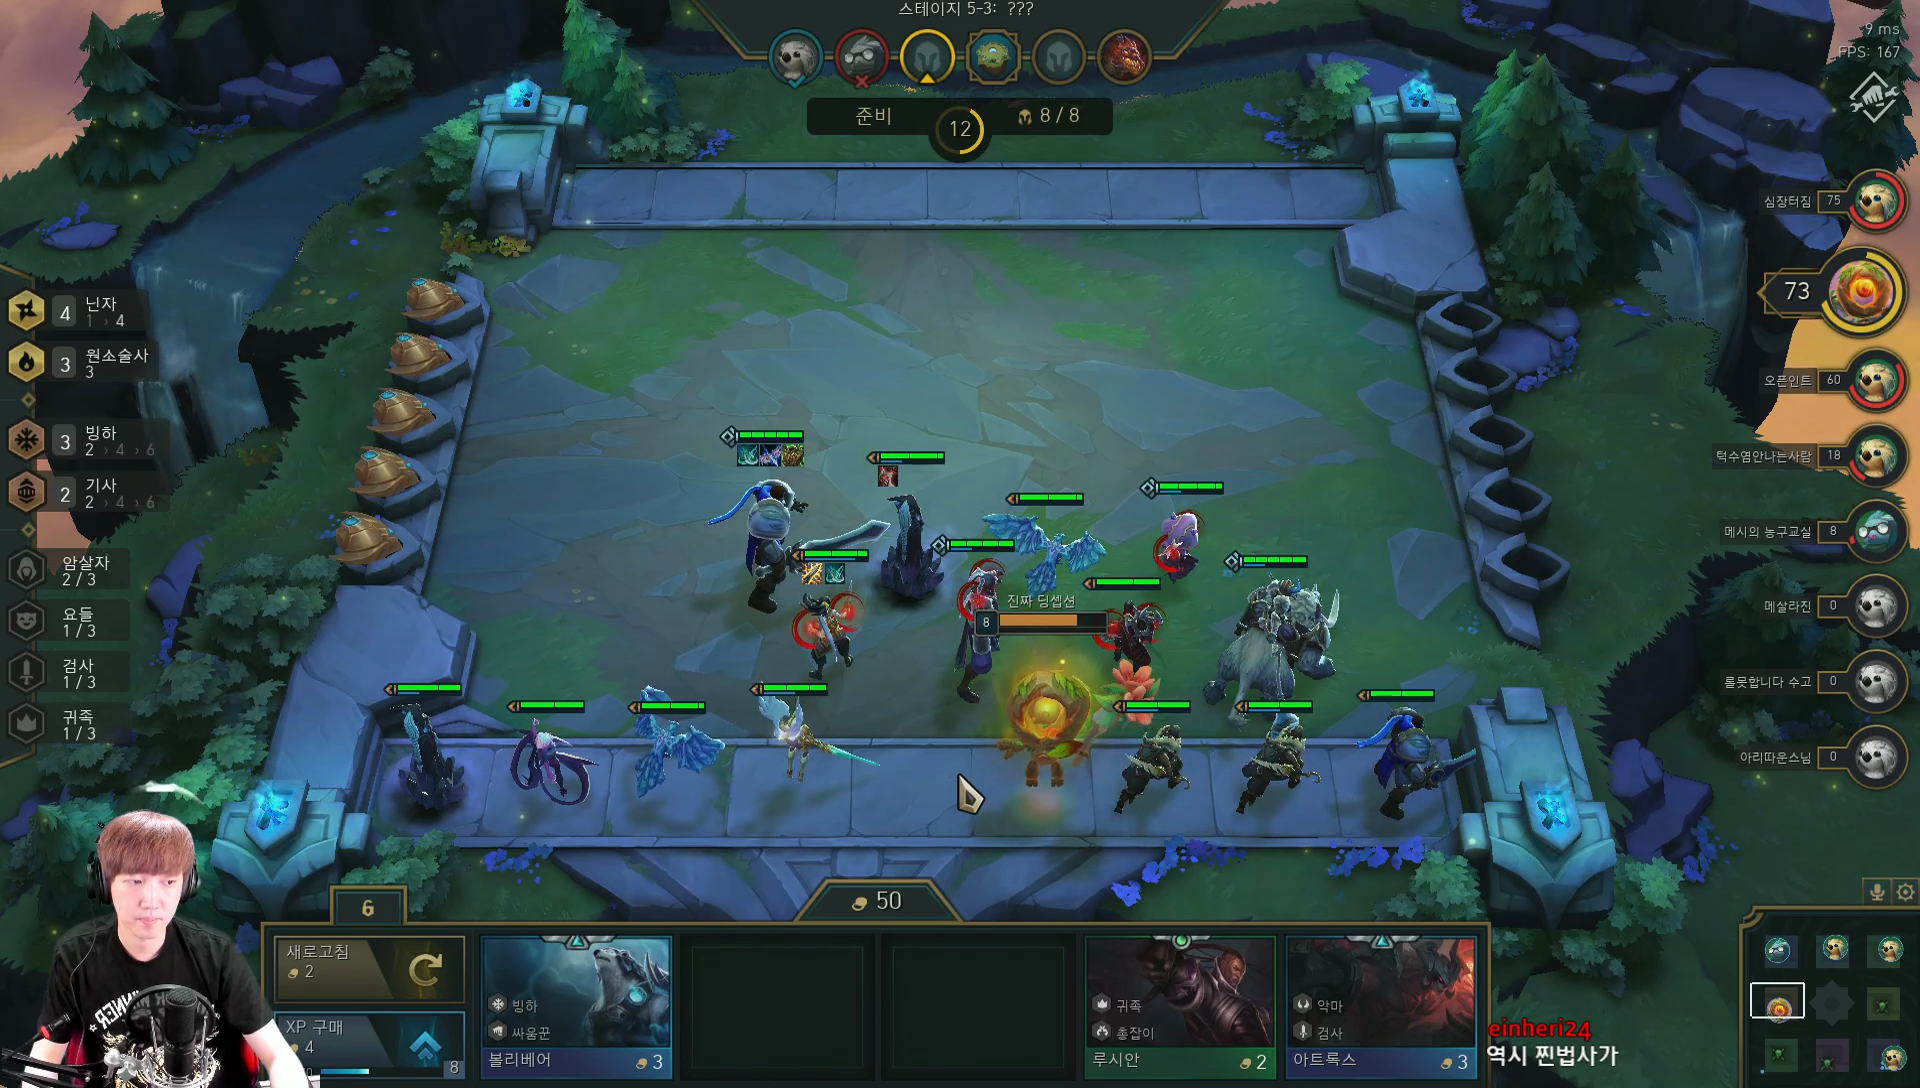 스테이지 5-3: ???
9 ms
FPS: 167
준비
12
8 / 8
심장터짐 75
73
오픈인트 60
턱수염안나는사람 18
메시의 농구교실 8
메살라진 0
롤못합니다 수고 0
아리따운스님 0
4 닌자
1 › 4
3 원소술사
3
3 빙하
2 › 4 › 6
2 기사
2 › 4 › 6
암살자
2 / 3
요들
1 / 3
검사
1 / 3
귀족
1 / 3
진짜 딩셉션
8
50
6
새로고침
2
XP 구매
4
8
빙하
싸움꾼
볼리베어 3
귀족
총잡이
루시안 2
악마
검사
아트록스 3
einheri24
역시 찐법사가